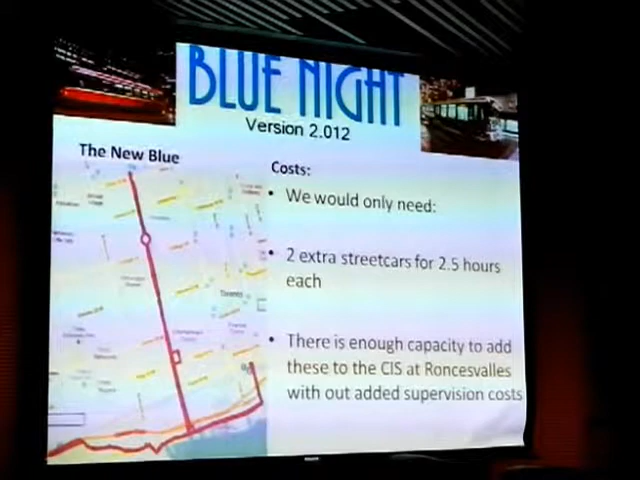 BLUE NIGHT
Version 2.012
The New Blue
Costs:
• We would only need:
• 2 extra streetcars for 2.5 hours
each
• There is enough capacity to add
these to the CIS at Roncesvalles
with out added supervision costs